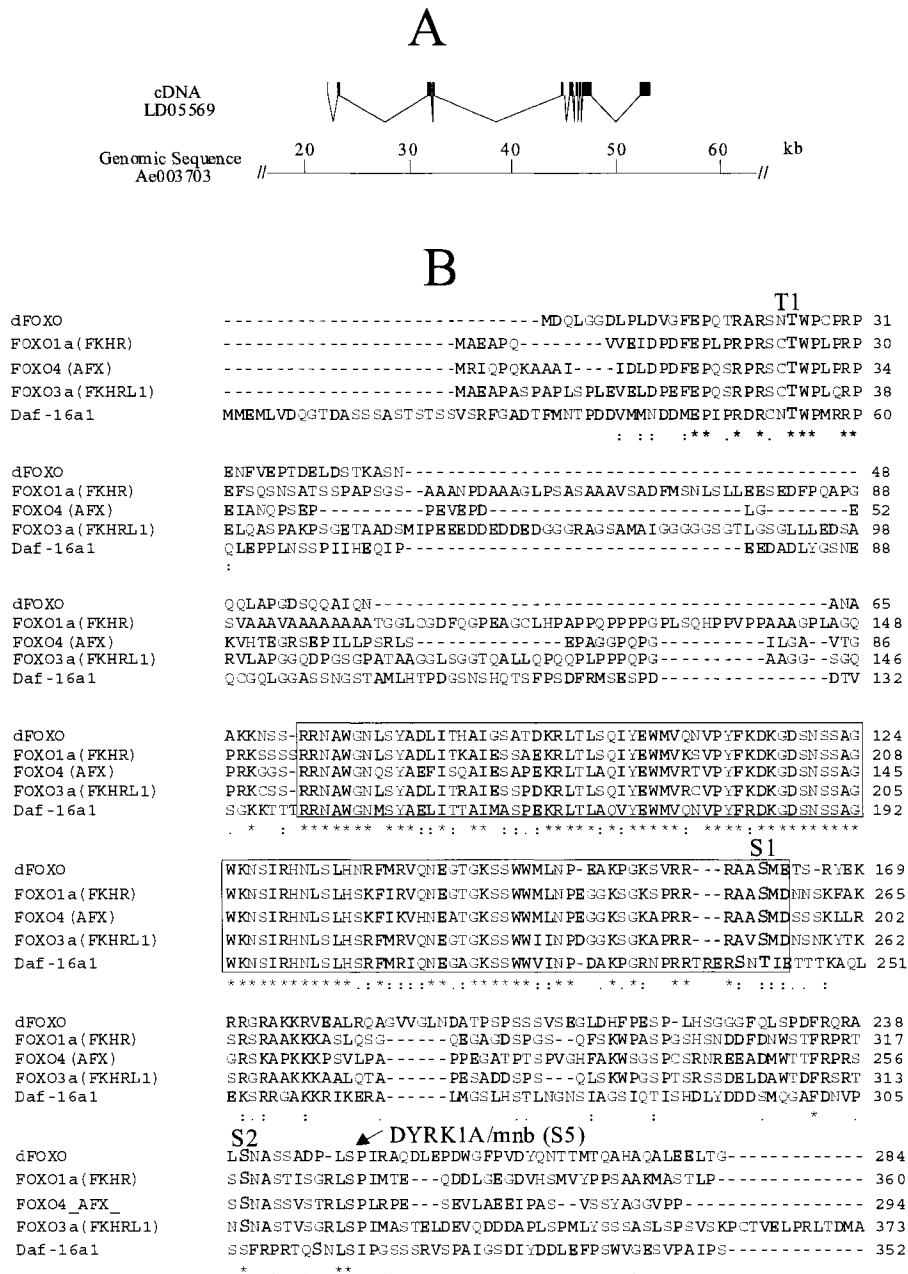 A
cDNA
LD05569
20 30 40 50 60 kb
Genomic Sequence
Ae003703
// //
B
T1
dFOXO ------------------------------MDQLGGDLPLDVGFEPQTRARSNTWPCPRP 31
FOXO1a(FKHR) ----------------------MAEAPQ-------VVEIDPDFEPLPRPRSCTWPLPRP 30
FOXO4(AFX) ----------------------MRIQPQKAAAI----IDLDPDFEPQSRPRSCTWPLPRP 34
FOXO3a(FKHRL1) ----------------------MAEAPASPAPLSPLEVELDPEFEPQSRPRSCTWPLQRP 38
Daf-16a1 MMEMLVDQGTDASSSASTSTSSVSRFGADTFMNTPDDVMMNDDMEPIPRDRCNTWPMRRP 60
: :: :** :* *. *** **
dFOXO ENFVEPTDELDSTKASN------------------------------------------- 48
FOXO1a(FKHR) EFSQSNSATSSPAPSGS--AAANPDAAAGLPSASAAAVSADFMSNLSLLEESEDFPQAPG 88
FOXO4(AFX) EIANQPSEP------PEVEPD--------------------------LG---------E 52
FOXO3a(FKHRL1) ELQASPAKPSGETAADSMIPEEEDDEDDEDGGGRAGSAMAIGGGGGSGTLGSGLLLEDSA 98
Daf-16a1 QLEPPLNSSPIIHEQIP--------------------------------EEDADLYGSNE 88
:
dFOXO QQLAPGDSQQAIQN-------------------------------------------ANA 65
FOXO1a(FKHR) SVAAAVAAAAAAAATGGLCGDFQGPEAGCLHPAPPQPPPPGPLSQHPPVPPAAAGPLAGQ 148
FOXO4(AFX) KVHTEGRSEPILLPSRLS----------EPAGGPQPG---------ILGA--VTG 86
FOXO3a(FKHRL1) RVLAPGGQDPGSGPATAAGGLSGGTQALLQPQQPLPPPQPG---------AAGG--SGQ 146
Daf-16a1 QCGQLGGASSNGSTAMLHTPDGSNSHQTSFPSDFRMSESPD-------------DTV 132
dFOXO AKKNSS-RRNAWGNLSYADLITHAIGSATDKRLTLSQIYEWMVQNVPYFKDKGDSNSSAG 124
FOXO1a(FKHR) PRKSSSS-RRNAWGNLSYADLITKAIESSAEKRLTLSQIYEWMVKSVPYFKDKGDSNSSAG 208
FOXO4(AFX) PRKGGS-RRNAWGNQSYAEFISQAIESAPEKRLTLAQIYEWMVRTVPYFKDKGDSNSSAG 145
FOXO3a(FKHRL1) PRKCSS-RRNAWGNLSYADLITRAIESSPDKRLTLSQIYEWMVRCVPYFKDKGDSNSSAG 205
Daf-16a1 SGKKTTTRRNAWGNMSYAELITTAIMASPEKRLTLAQVYEWMVQNVPYFRDKGDSNSSAG 192
. * : ****** ***::*: ** :: .:*****:*:*****: ****:**********
S1
dFOXO WKNSIRHNLSLHNRFMRVQNEGTGKSSWWMLNP-EAKPGKSVRR---RAASMETS-RYEK 169
FOXO1a(FKHR) WKNSIRHNLSLHSKFIRVQNEGTGKSSWWMLNPEGGKSGKSPRR---RAASMDNNSKFAK 265
FOXO4(AFX) WKNSIRHNLSLHSKFIKVHNEATGKSSWWMLNPEGGKSGKAPRR---RAASMDSSSKLLR 202
FOXO3a(FKHRL1) WKNSIRHNLSLHSRFMRVQNEGTGKSSWWIINPDGGKSGKAPRR---RAVSMDNSNKYTK 262
Daf-16a1 WKNSIRHNLSLHSRFMRIQNEGAGKSSWWVINP-DAKPGRNPRRTRERSNTIETTTKAQL 251
************.:*:::**.:******::** .*.*: ** *: ::: . :
dFOXO RRGRAKKRVEALRQAGVVGLNDATPSPSSSVSEGLDHFPESP-LHSGGGFQLSPDFRQRA 238
FOXO1a(FKHR) SRSRAAKKKASLQSG-----QEGAGDSPGS--QFSKWPASPGSHSNDDFDNWSTFRPRT 317
FOXO4(AFX) GRSKAPKKKPSVLPA------PPEGATPTSPVGHFAKWSGSPCSRNREEADMWTTFRPRS 256
FOXO3a(FKHRL1) SRGRAAKKKAALQTA------PESADDSPS--QLSKWPGSPTSRSSDELDAWTDFRSRT 313
Daf-16a1 EKSRRGAKKRIKERA------LMGSLHSTLNGNSIAGSIQTISHDLYDDDSMQGAFDNVP 305
:.: : . : : * .
S2 DYRK1A/mnb (S5)
dFOXO LSNASSADP-LSPIRAQDLEPDWGFPVDYQNTTMTQAHAQALEELTG------------- 284
FOXO1a(FKHR) SSNASTISGRLSPIMTE---QDDLGEGDVHSMVYPPSAAKMASTLP-------------- 360
FOXO4_AFX_ SSNASSVSTRLSPLRPE---SEVLAEEIPAS--VSSYAGGVPP----------------- 294
FOXO3a(FKHRL1) NSNASTVSGRLSPIMASTELDEVQDDDAPLSPMLYSSSASLSPSVSKPCTVELPRLTDMA 373
Daf-16a1 SSFRPRTQSNLSIPGSSSRVSPAIGSDIYDDLEFPSWVGESVPAIPS------------- 352
* **